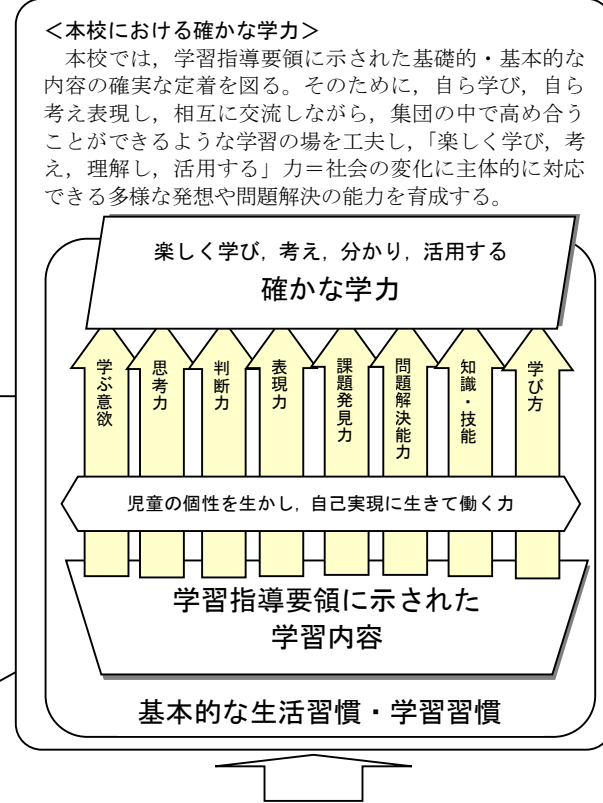 ＜本校における確かな学力＞
　本校では，学習指導要領に示された基礎的・基本的な
内容の確実な定着を図る。そのために，自ら学び，自ら
考え表現し，相互に交流しながら，集団の中で高め合う
ことができるような学習の場を工夫し，「楽しく学び，考
え，理解し，活用する」力＝社会の変化に主体的に対応
できる多様な発想や問題解決の能力を育成する。
楽しく学び，考え，分かり，活用する
確かな学力
学ぶ意欲
思考力
判断力
表現力
課題発見力
問題解決能力
知識・技能
学び方
児童の個性を生かし，自己実現に生きて働く力
学習指導要領に示された
学習内容
基本的な生活習慣・学習習慣